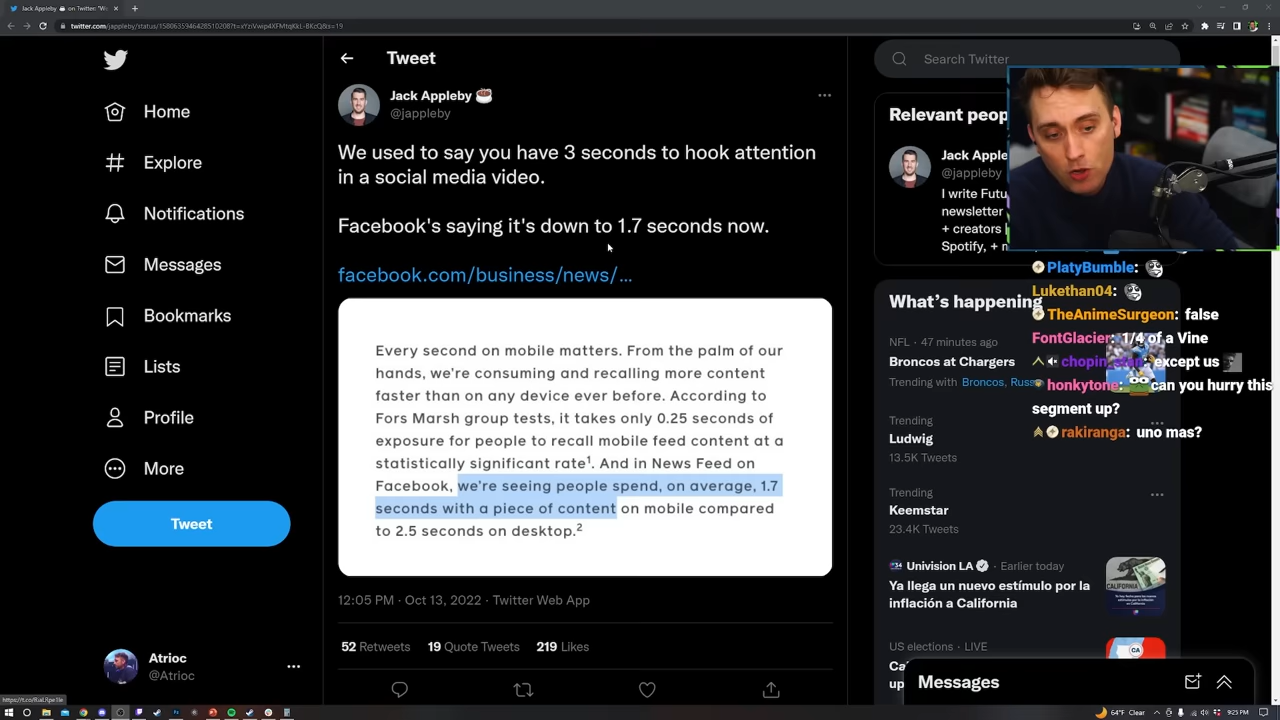 Jack Appleby ☕ on Twitter: "We
Tweet
Search Twitter
Home
Explore
Notifications
Messages
Bookmarks
Lists
Profile
More
Tweet
Atrioc
@Atrioc
Jack Appleby ☕
@jappleby
We used to say you have 3 seconds to hook attention
in a social media video.
Facebook's saying it's down to 1.7 seconds now.
facebook.com/business/news/...
Every second on mobile matters. From the palm of our
hands, we're consuming and recalling more content
faster than on any device ever before. According to
Fors Marsh group tests, it takes only 0.25 seconds of
exposure for people to recall mobile feed content at a
statistically significant rate¹. And in News Feed on
Facebook, we're seeing people spend, on average, 1.7
seconds with a piece of content on mobile compared
to 2.5 seconds on desktop.²
12:05 PM · Oct 13, 2022 · Twitter Web App
52 Retweets 19 Quote Tweets 219 Likes
Relevant peop
Jack Apple
@jappleby
I write Futu
newsletter
+ creators |
Spotify, + m
PlatyBumble:
Lukethan04:
TheAnimeSurgeon: false
FontGlacier: 1/4 of a Vine
except us
honkytone: can you hurry this
segment up?
rakiranga: uno mas?
What's happening
NFL · 47 minutes ago
Broncos at Chargers
Trending with Broncos, Russ
Trending
Ludwig
13.5K Tweets
Trending
Keemstar
23.4K Tweets
Univision LA · Earlier today
Ya llega un nuevo estímulo por la
inflación a California
US elections · LIVE
Messages
64°F Clear
9:25 PM